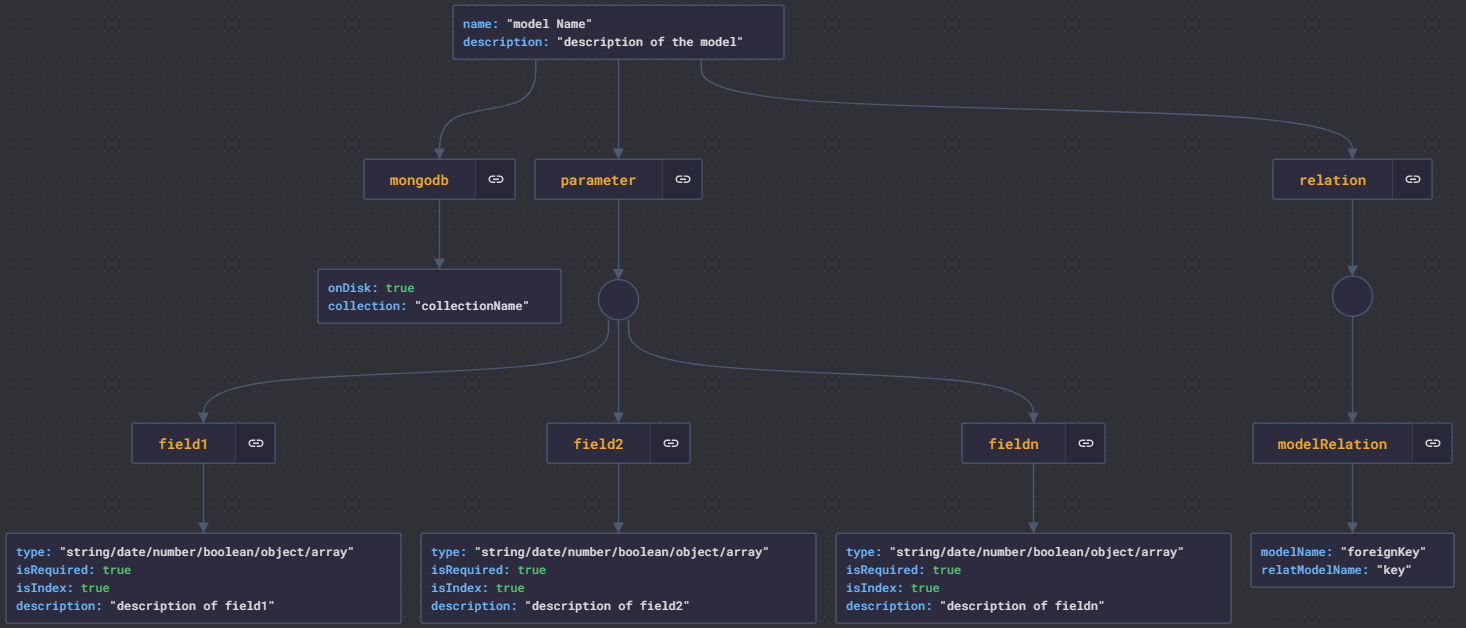 name: "model Name"
description: "description of the model"
mongodb
parameter
relation
onDisk: true
collection: "collectionName"
field1
field2
fieldn
modelRelation
type: "string/date/number/boolean/object/array"
isRequired: true
isIndex: true
description: "description of field1"
type: "string/date/number/boolean/object/array"
isRequired: true
isIndex: true
description: "description of field2"
type: "string/date/number/boolean/object/array"
isRequired: true
isIndex: true
description: "description of fieldn"
modelName: "foreignKey"
relatModelName: "key"